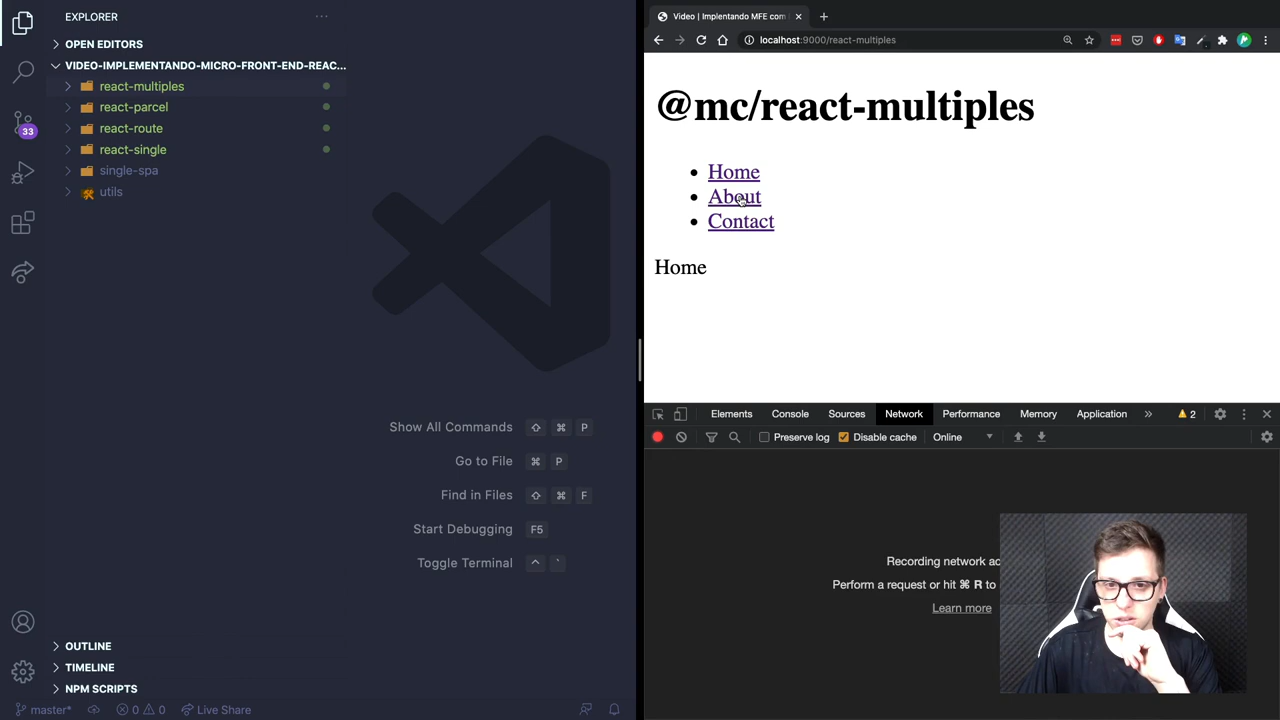 EXPLORER
OPEN EDITORS
VIDEO-IMPLEMENTANDO-MICRO-FRONT-END-REAC...
react-multiples
react-parcel
react-route
react-single
single-spa
utils
33
Show All Commands ⇧ ⌘ P
Go to File ⌘ P
Find in Files ⇧ ⌘ F
Start Debugging F5
Toggle Terminal ^ `
OUTLINE
TIMELINE
NPM SCRIPTS
master* 0 0 Live Share
Video | Implentando MFE com
localhost:9000/react-multiples
@mc/react-multiples
Home
About
Contact
Home
Elements Console Sources Network Performance Memory Application » 2
Preserve log Disable cache Online
Recording network ac
Perform a request or hit ⌘ R to
Learn more